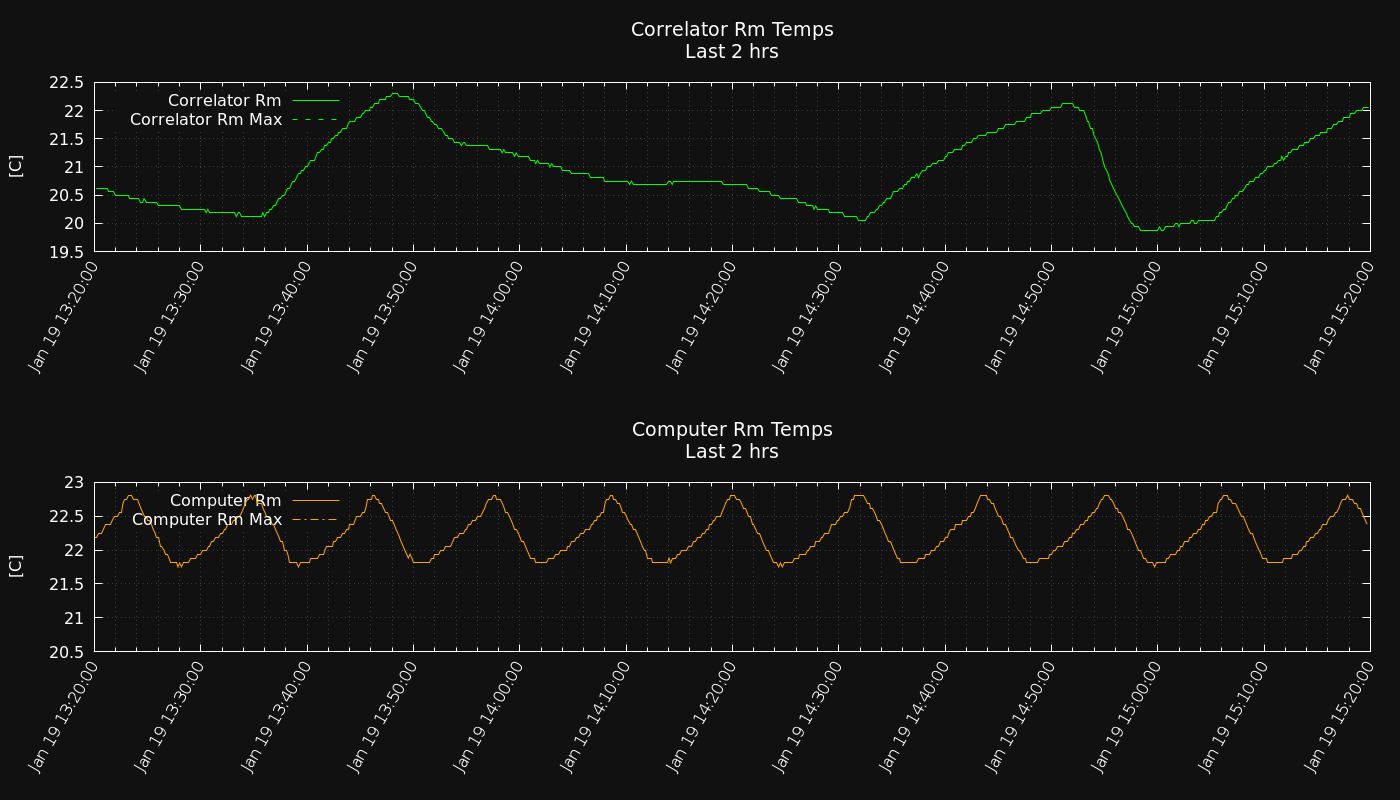 Correlator Rm Temps
Last 2 hrs
22.5
22
21.5
21
20.5
20
19.5
[C]
Correlator Rm
Correlator Rm Max
Jan 19 13:20:00
Jan 19 13:30:00
Jan 19 13:40:00
Jan 19 13:50:00
Jan 19 14:00:00
Jan 19 14:10:00
Jan 19 14:20:00
Jan 19 14:30:00
Jan 19 14:40:00
Jan 19 14:50:00
Jan 19 15:00:00
Jan 19 15:10:00
Jan 19 15:20:00
Computer Rm Temps
Last 2 hrs
23
22.5
22
21.5
21
20.5
[C]
Computer Rm
Computer Rm Max
Jan 19 13:20:00
Jan 19 13:30:00
Jan 19 13:40:00
Jan 19 13:50:00
Jan 19 14:00:00
Jan 19 14:10:00
Jan 19 14:20:00
Jan 19 14:30:00
Jan 19 14:40:00
Jan 19 14:50:00
Jan 19 15:00:00
Jan 19 15:10:00
Jan 19 15:20:00